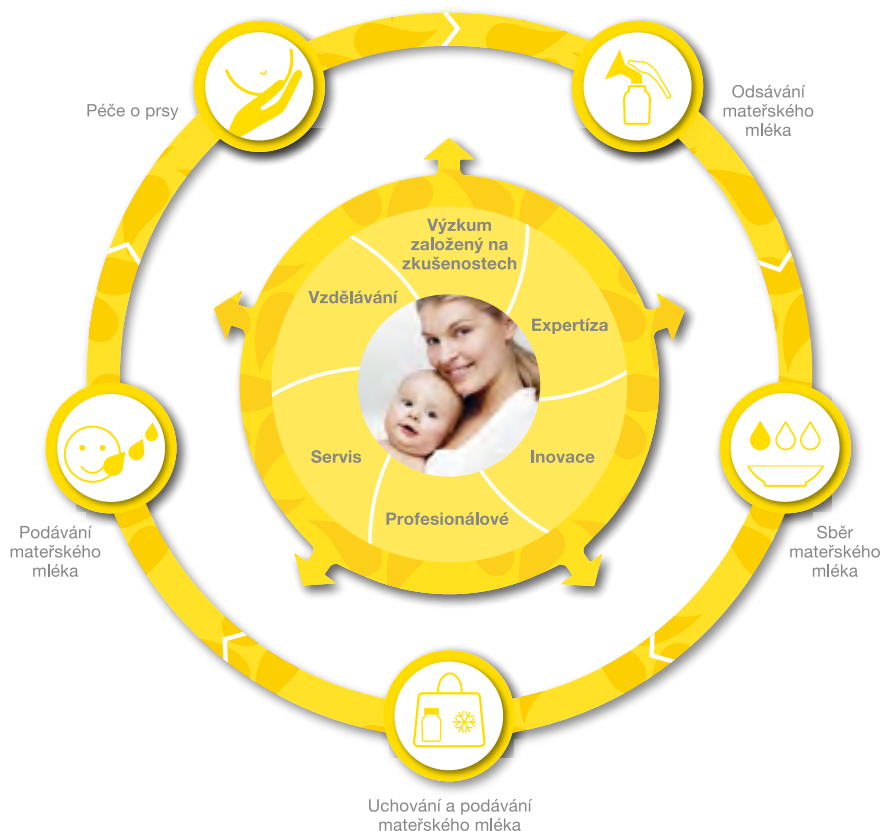 Péče o prsy
Odsávání
mateřského
mléka
Výzkum
založený na
zkušenostech
Vzdělávání
Expertíza
Servis
Inovace
Profesionálové
Podávání
mateřského
mléka
Sběr
mateřského
mléka
Uchování a podávání
mateřského mléka